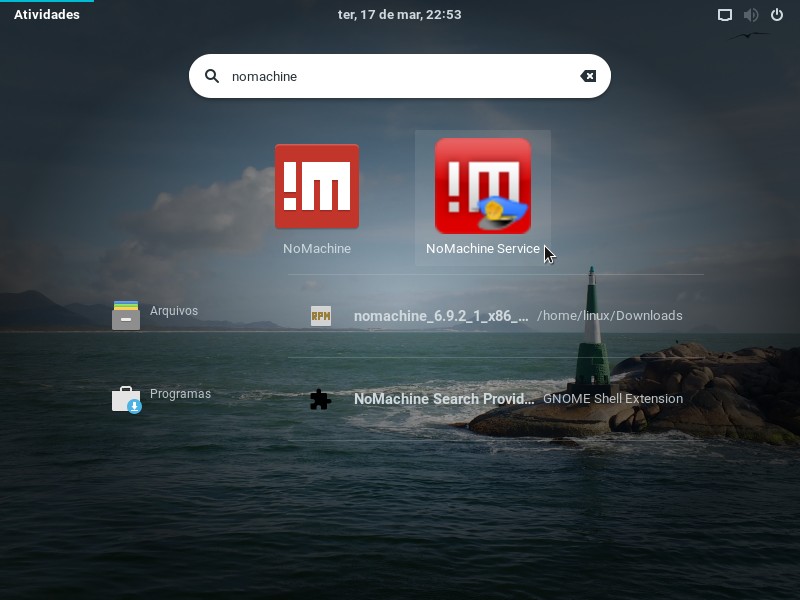 Atividades
ter, 17 de mar, 22:53
nomachine
!m
!m
NoMachine
NoMachine Service
Arquivos
RPM
nomachine_6.9.2_1_x86_…
/home/linux/Downloads
Programas
NoMachine Search Provid…
GNOME Shell Extension